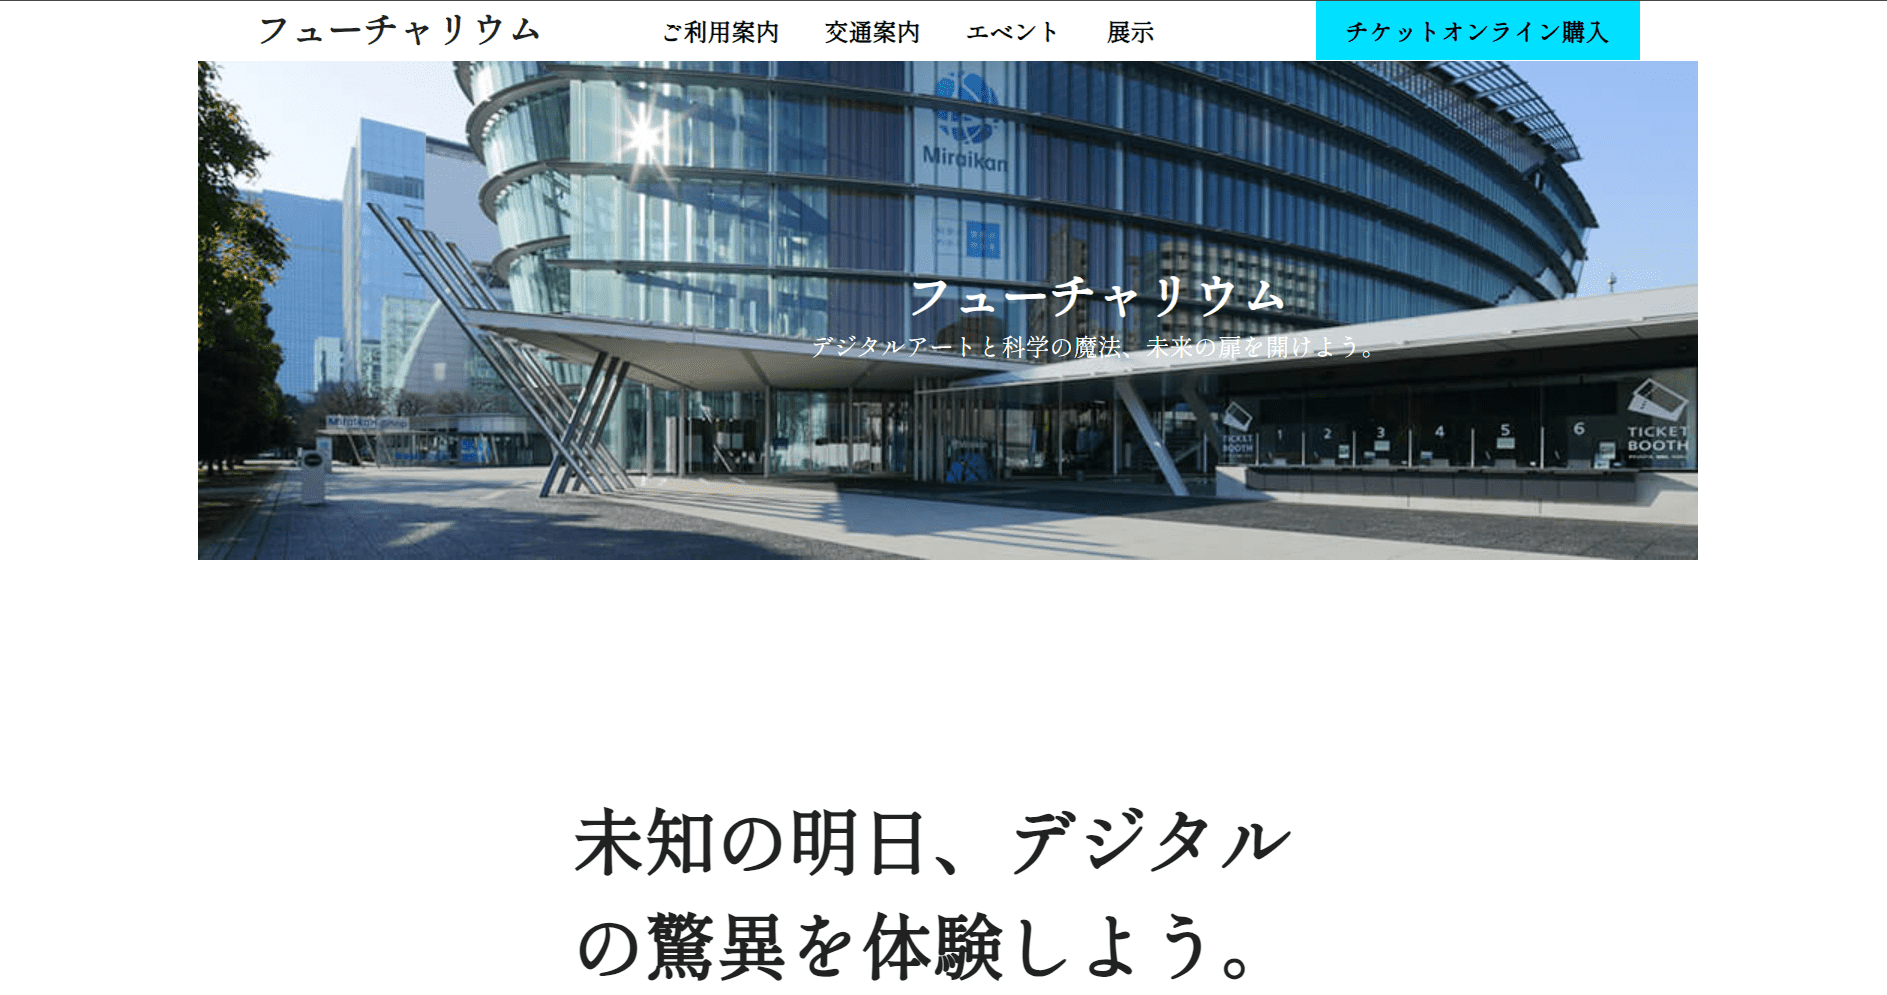 フューチャリウム
ご利用案内 交通案内 エベント 展示
チケットオンライン購入
Miraikan
フューチャリウム
デジタルアートと科学の魔法、未来の扉を開けよう。
TICKET
BOOTH
1 2 3 4 5 6
TICKET
BOOTH
未知の明日、デジタル
の驚異を体験しよう。